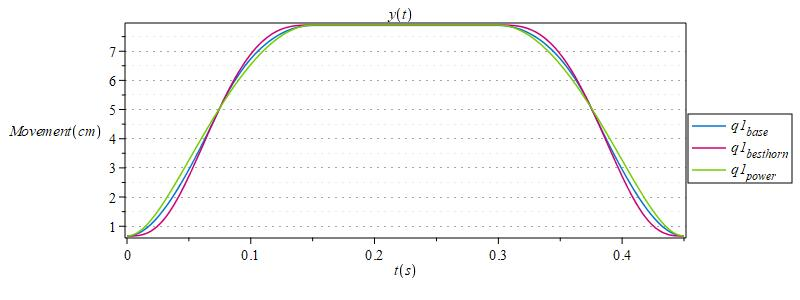 y(t)
7
6
Movement(cm)
5
4
3
2
1
0
0.1
0.2
0.3
0.4
t(s)
q1base
q1besthorn
q1power